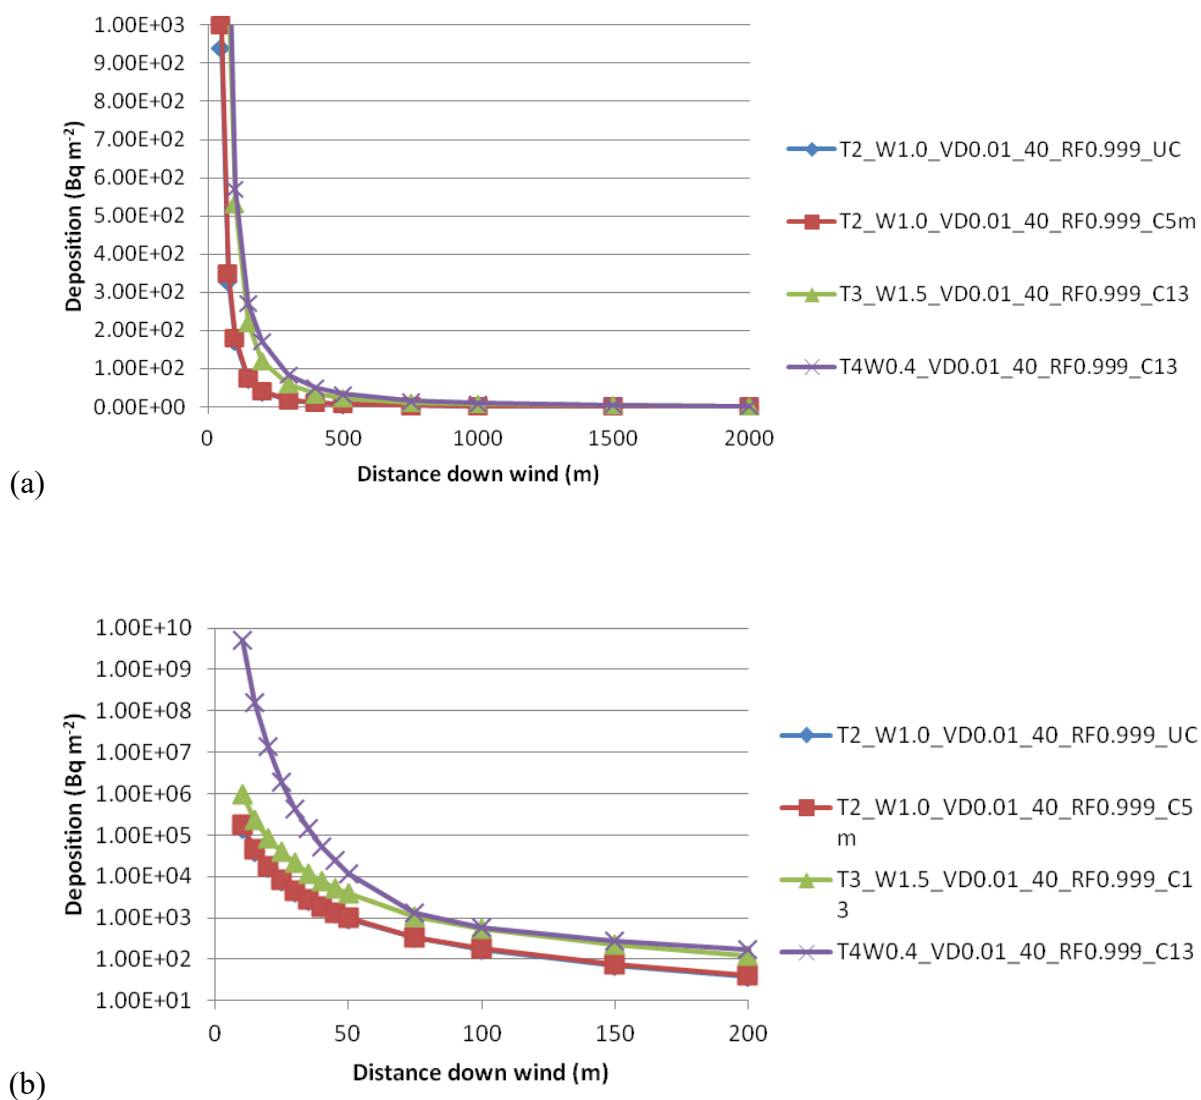 1.00E+03
9.00E+02
8.00E+02
7.00E+02
6.00E+02
5.00E+02
4.00E+02
3.00E+02
2.00E+02
1.00E+02
0.00E+00
Deposition (Bq m-2)
0 500 1000 1500 2000
Distance down wind (m)
T2_W1.0_VD0.01_40_RF0.999_UC
T2_W1.0_VD0.01_40_RF0.999_C5m
T3_W1.5_VD0.01_40_RF0.999_C13
T4W0.4_VD0.01_40_RF0.999_C13
(a)
1.00E+10
1.00E+09
1.00E+08
1.00E+07
1.00E+06
1.00E+05
1.00E+04
1.00E+03
1.00E+02
1.00E+01
Deposition (Bq m-2)
0 50 100 150 200
Distance down wind (m)
T2_W1.0_VD0.01_40_RF0.999_UC
T2_W1.0_VD0.01_40_RF0.999_C5
m
T3_W1.5_VD0.01_40_RF0.999_C1
3
T4W0.4_VD0.01_40_RF0.999_C13
(b)